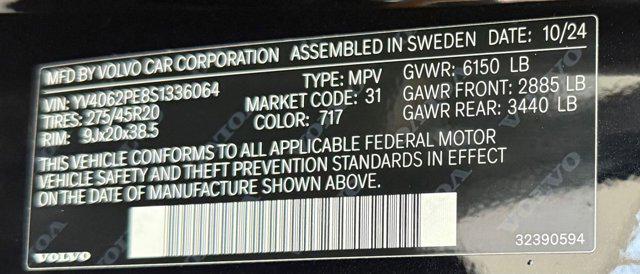 MFD BY VOLVO CAR CORPORATION ASSEMBLED IN SWEDEN DATE: 10/24
VIN: YV4062PE8S1336064 TYPE: MPV GVWR: 6150 LB
TIRES: 275/45R20 MARKET CODE: 31 GAWR FRONT: 2885 LB
RIM: 9Jx20x38.5 COLOR: 717 GAWR REAR: 3440 LB
THIS VEHICLE CONFORMS TO ALL APPLICABLE FEDERAL MOTOR
VEHICLE SAFETY AND THEFT PREVENTION STANDARDS IN EFFECT
ON THE DATE OF MANUFACTURE SHOWN ABOVE.
VOLVO 32390594